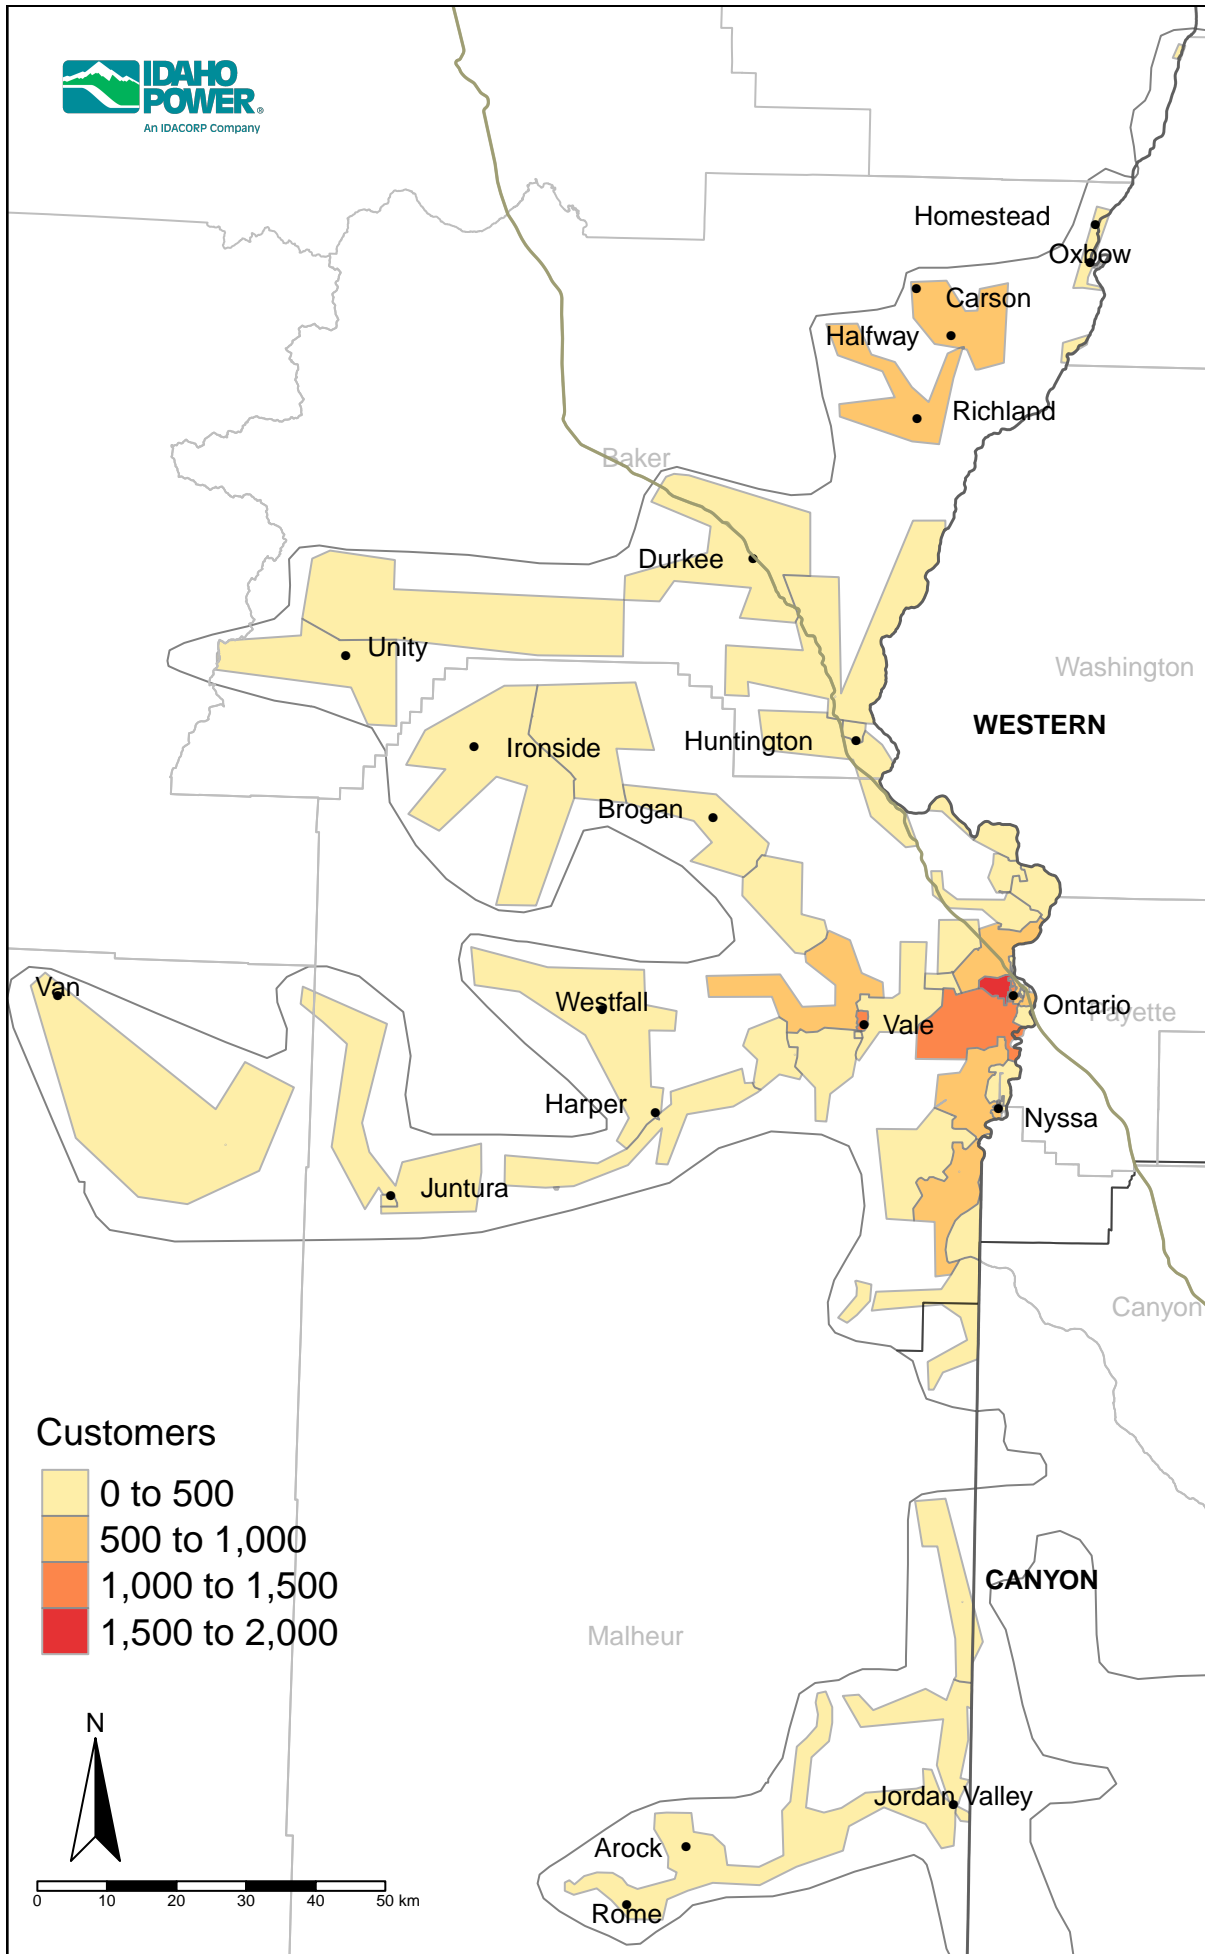 IDAHO
POWER®
An IDACORP Company
Homestead
Oxbow
Carson
Halfway
Richland
Baker
Durkee
Unity
Washington
WESTERN
Huntington
Ironside
Brogan
Van
Westfall
Ontario
Payette
Vale
Harper
Nyssa
Juntura
Canyon
Customers
0 to 500
500 to 1,000
1,000 to 1,500
1,500 to 2,000
CANYON
Malheur
N
Jordan Valley
Arock
Rome
0 10 20 30 40 50 km